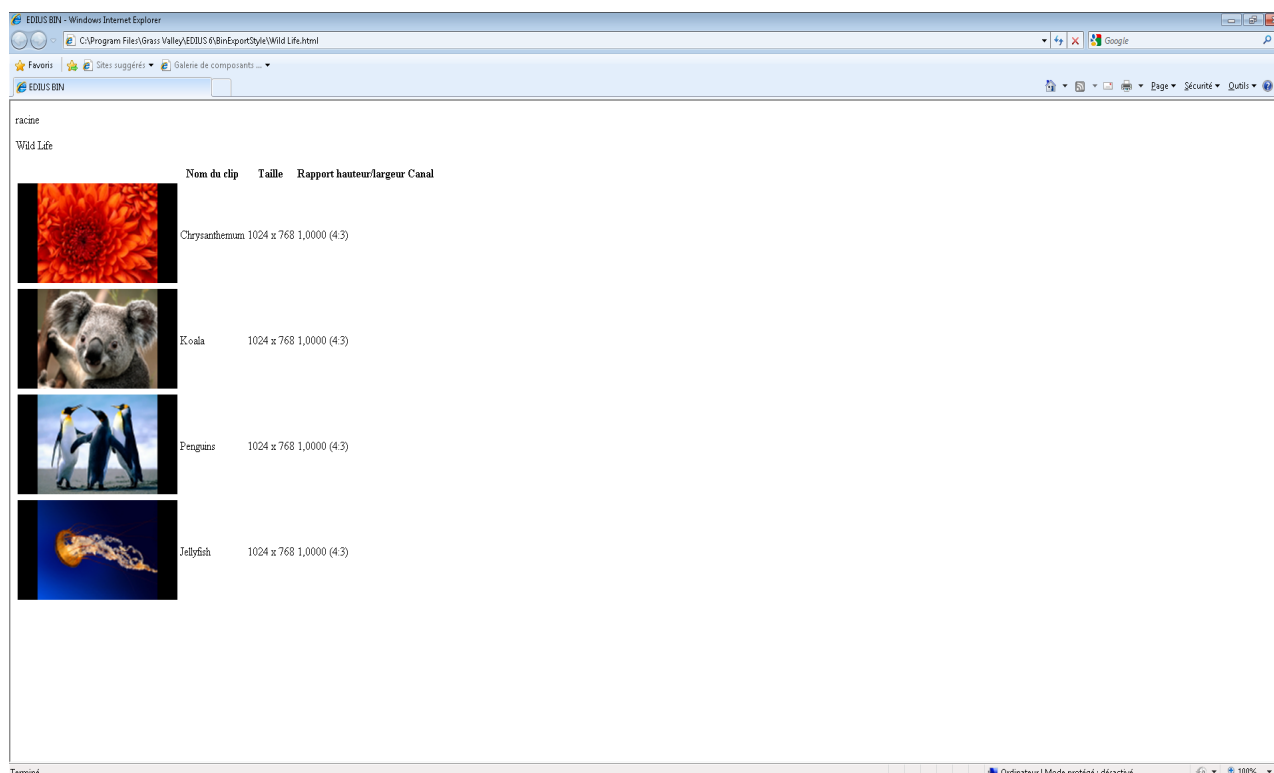 EDIUS BIN - Windows Internet Explorer
C:\Program Files\Grass Valley\EDIUS 6\BinExportStyle\Wild Life.html
Google
Favoris Sites suggérés Galerie de composants ...
EDIUS BIN
Page Sécurité Outils
racine
Wild Life
Nom du clip Taille Rapport hauteur/largeur Canal
Chrysanthemum 1024 x 768 1,0000 (4:3)
Koala 1024 x 768 1,0000 (4:3)
Penguins 1024 x 768 1,0000 (4:3)
Jellyfish 1024 x 768 1,0000 (4:3)
Terminé Ordinateur | Mode protégé : désactivé 100%